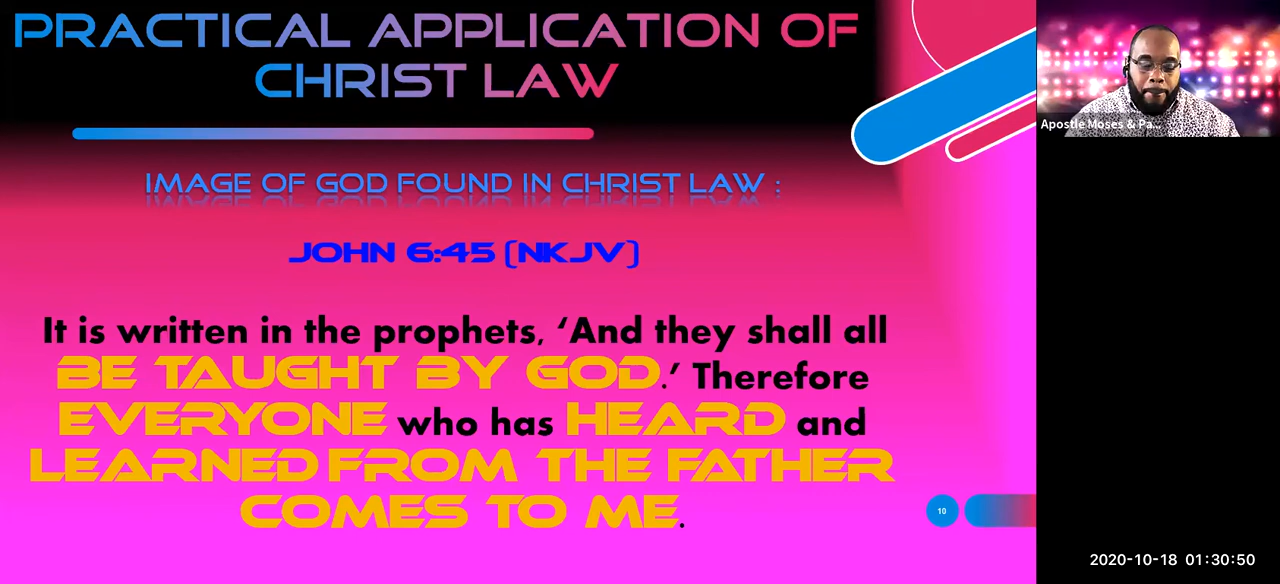 PRACTICAL APPLICATION OF
CHRIST LAW
IMAGE OF GOD FOUND IN CHRIST LAW :
JOHN 6:45 (NKJV)
It is written in the prophets, ‘And they shall all
BE TAUGHT BY GOD.’ Therefore
EVERYONE who has HEARD and
LEARNED FROM THE FATHER
COMES TO ME.
10
Apostle Moses & Pa...
2020-10-18 01:30:50